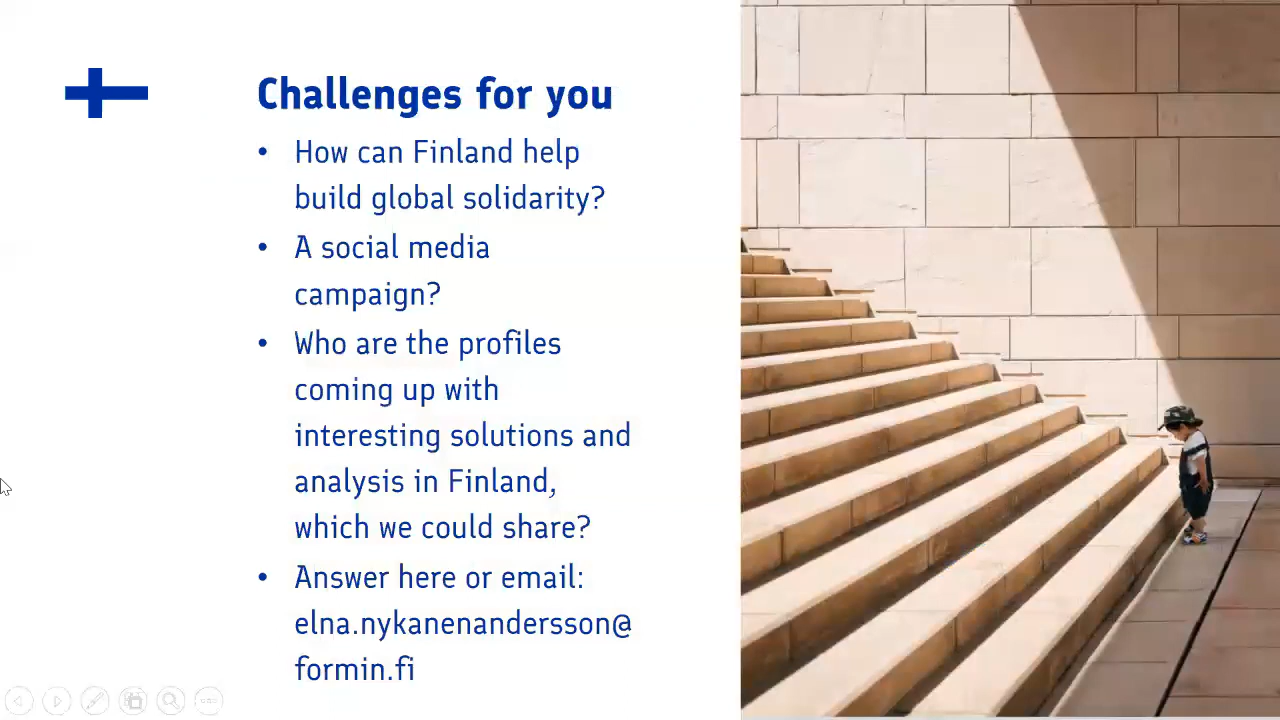 Challenges for you
• How can Finland help
build global solidarity?
• A social media
campaign?
• Who are the profiles
coming up with
interesting solutions and
analysis in Finland,
which we could share?
• Answer here or email:
elna.nykanenandersson@
formin.fi